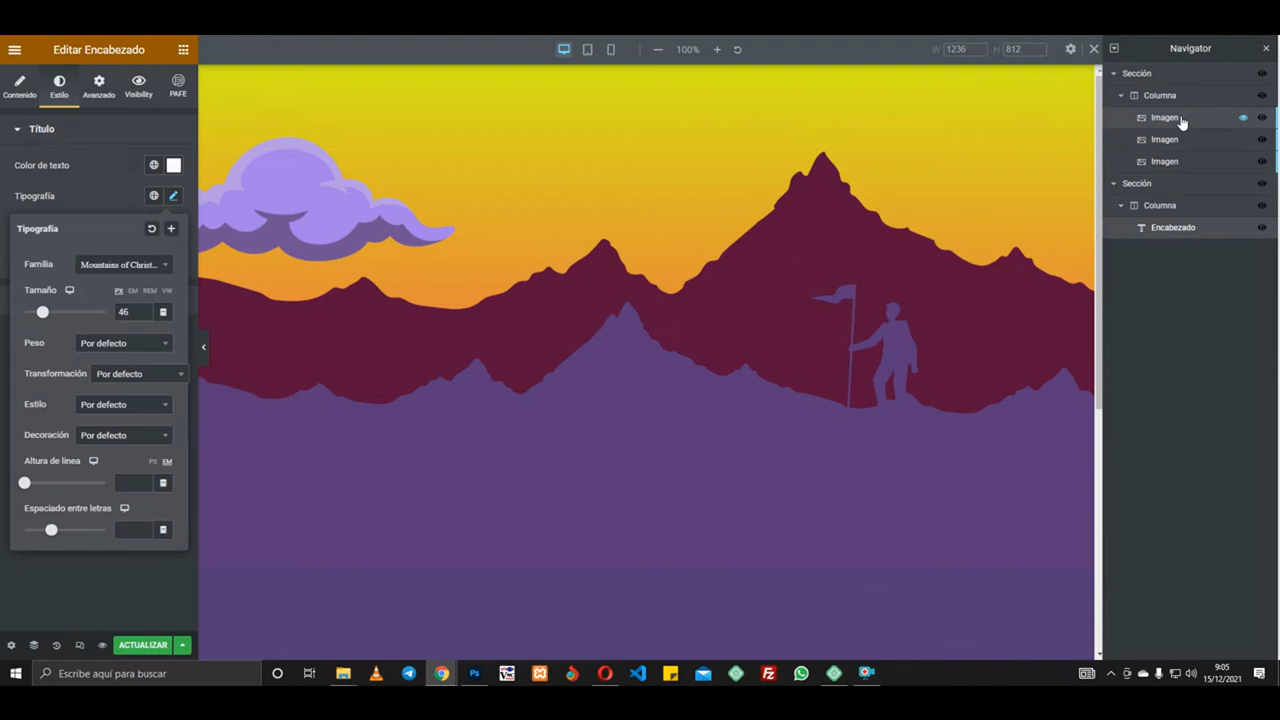 Editar Encabezado
100%
W 1236 H 812
Navigator
Contenido Estilo Avanzado Visibility PAFE
Título
Color de texto
Tipografía
Tipografía
Familia Mountains of Christ...
Tamaño PX EM REM VW
46
Peso Por defecto
Transformación Por defecto
Estilo Por defecto
Decoración Por defecto
Altura de linea PX EM
Espaciado entre letras
ACTUALIZAR
Sección
Columna
Imagen
Imagen
Imagen
Sección
Columna
T Encabezado
Escribe aquí para buscar
Ps
Fz
9:05
15/12/2021